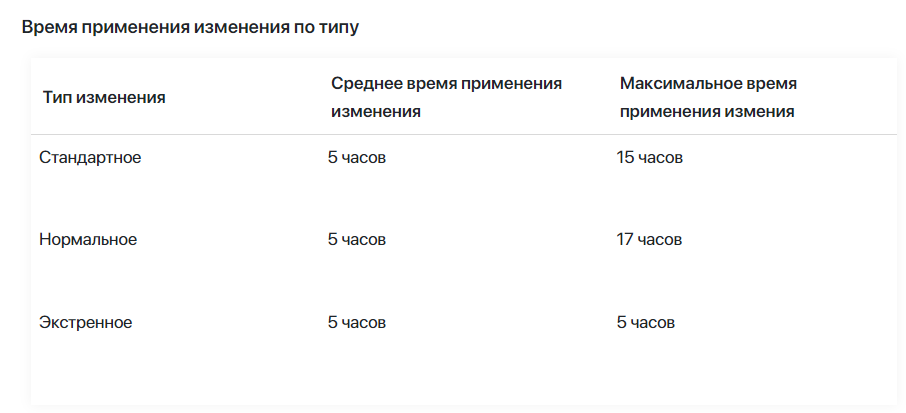 Время применения изменения по типу
Тип изменения
Среднее время применения
изменения
Максимальное время
применения измения
Стандартное
5 часов
15 часов
Нормальное
5 часов
17 часов
Экстренное
5 часов
5 часов